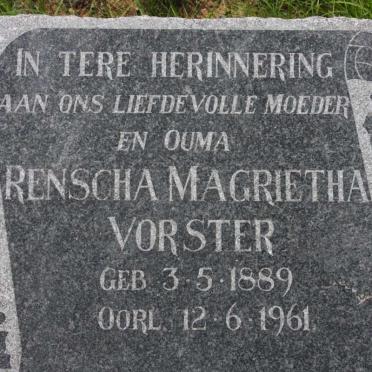 IN TERE HERINNERING
AAN ONS LIEFDEVOLLE MOEDER
EN OUMA
RENSCHA MAGRIETHA
VORSTER
GEB 3·5·1889
OORL 12·6·1961